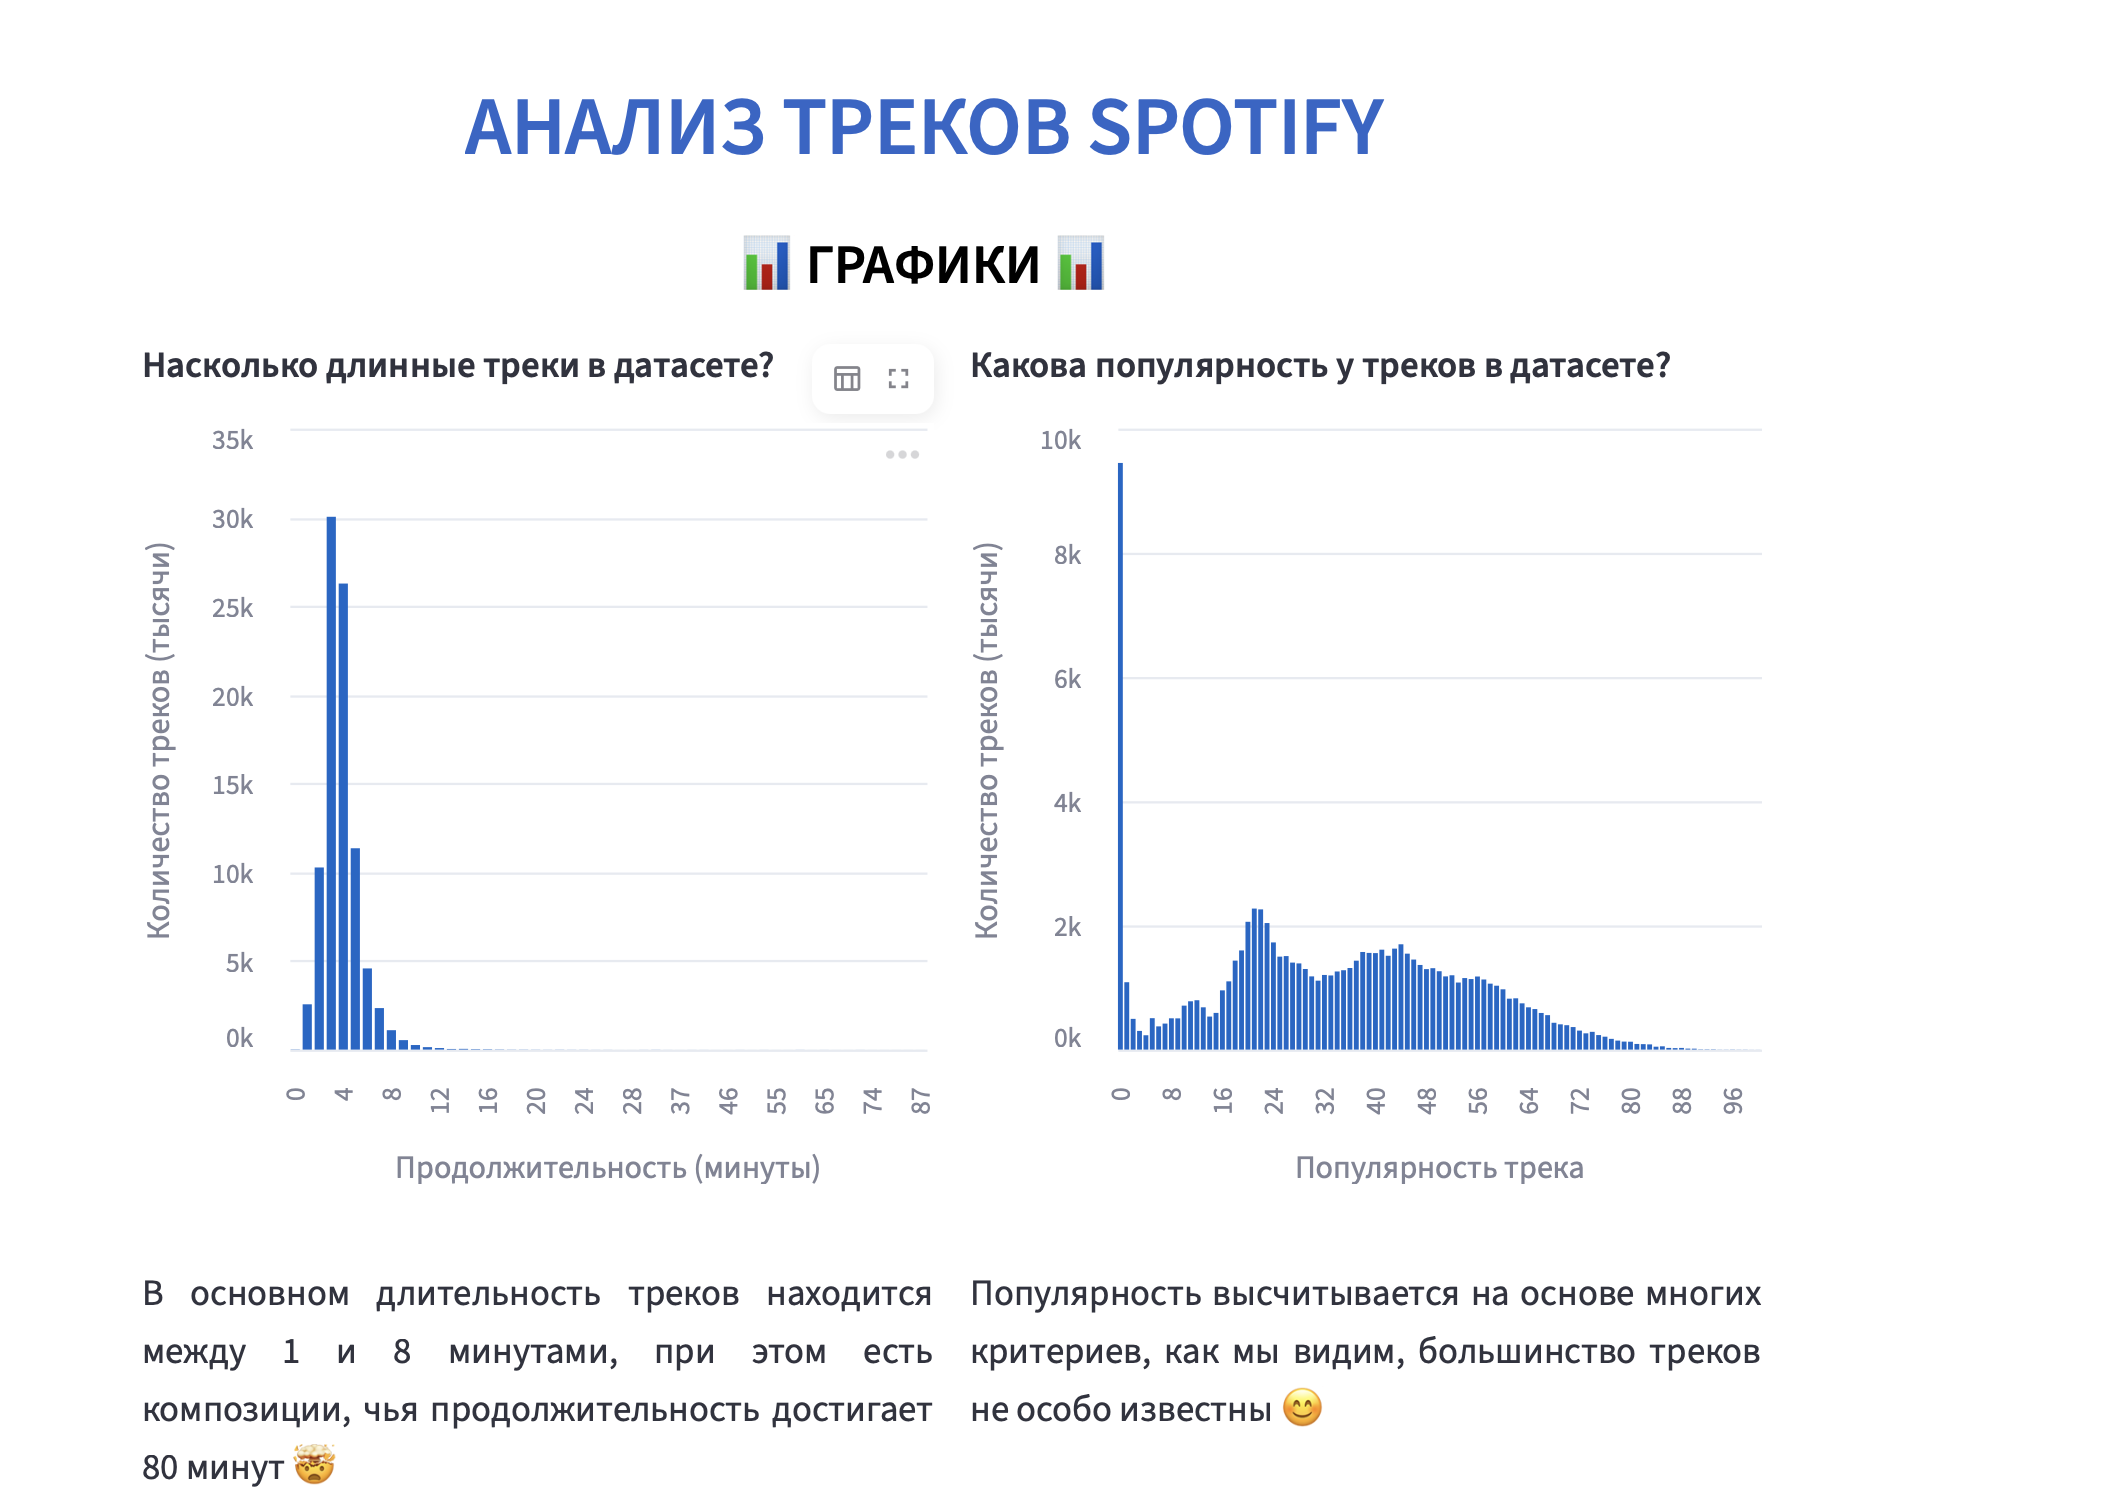 АНАЛИЗ ТРЕКОВ SPOTIFY
📊 ГРАФИКИ 📊
Насколько длинные треки в датасете?
35k
30k
25k
20k
15k
10k
5k
0k
Количество треков (тысячи)
0 4 8 12 16 20 24 28 37 46 55 65 74 87
Продолжительность (минуты)
В основном длительность треков находится
между 1 и 8 минутами, при этом есть
композиции, чья продолжительность достигает
80 минут 🤯
Какова популярность у треков в датасете?
10k
8k
6k
4k
2k
0k
Количество треков (тысячи)
0 8 16 24 32 40 48 56 64 72 80 88 96
Популярность трека
Популярность высчитывается на основе многих
критериев, как мы видим, большинство треков
не особо известны 😊